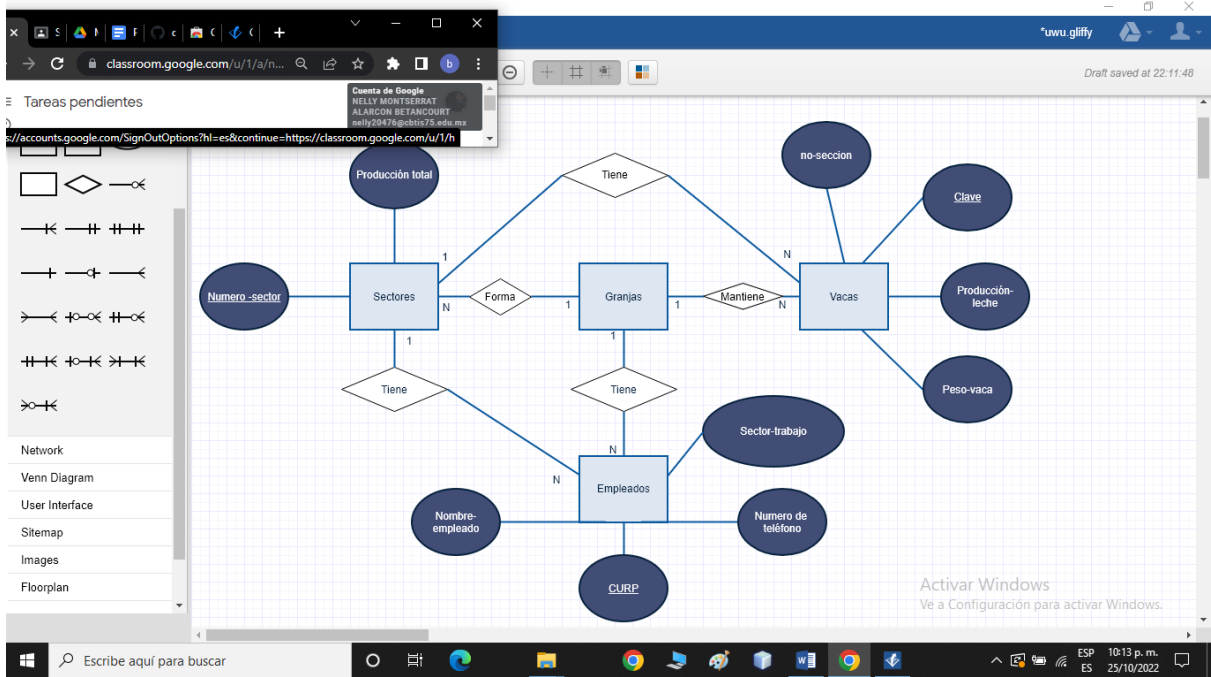 *uwu.gliffy
Draft saved at 22:11:48
classroom.google.com/u/1/a/n...
b
Tareas pendientes
Cuenta de Google
NELLY MONTSERRAT
ALARCON BETANCOURT
nelly20476@cbtis75.edu.mx
s://accounts.google.com/SignOutOptions?hl=es&continue=https://classroom.google.com/u/1/h
Network
Venn Diagram
User Interface
Sitemap
Images
Floorplan
Producción total
Tiene
no-seccion
Clave
1
N
Numero -sector
Sectores
N
Forma
1
Granjas
1
Mantiene
N
Vacas
Producción-
leche
1
1
Tiene
Tiene
Peso-vaca
N
N
Sector-trabajo
Empleados
Nombre-
empleado
Numero de
teléfono
CURP
Activar Windows
Ve a Configuración para activar Windows.
Escribe aquí para buscar
ESP
ES
10:13 p. m.
25/10/2022